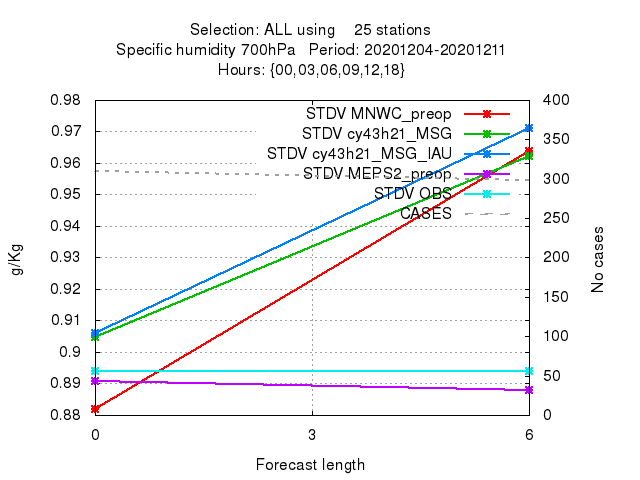 Selection: ALL using 25 stations
Specific humidity 700hPa Period: 20201204-20201211
Hours: {00,03,06,09,12,18}
0.98
0.97
0.96
0.95
0.94
0.93
0.92
0.91
0.9
0.89
0.88
g/Kg
STDV MNWC_preop
STDV cy43h21_MSG
STDV cy43h21_MSG_IAU
STDV MEPS2_preop
STDV OBS
CASES
400
350
300
250
200
150
100
50
0
No cases
0 3 6
Forecast length